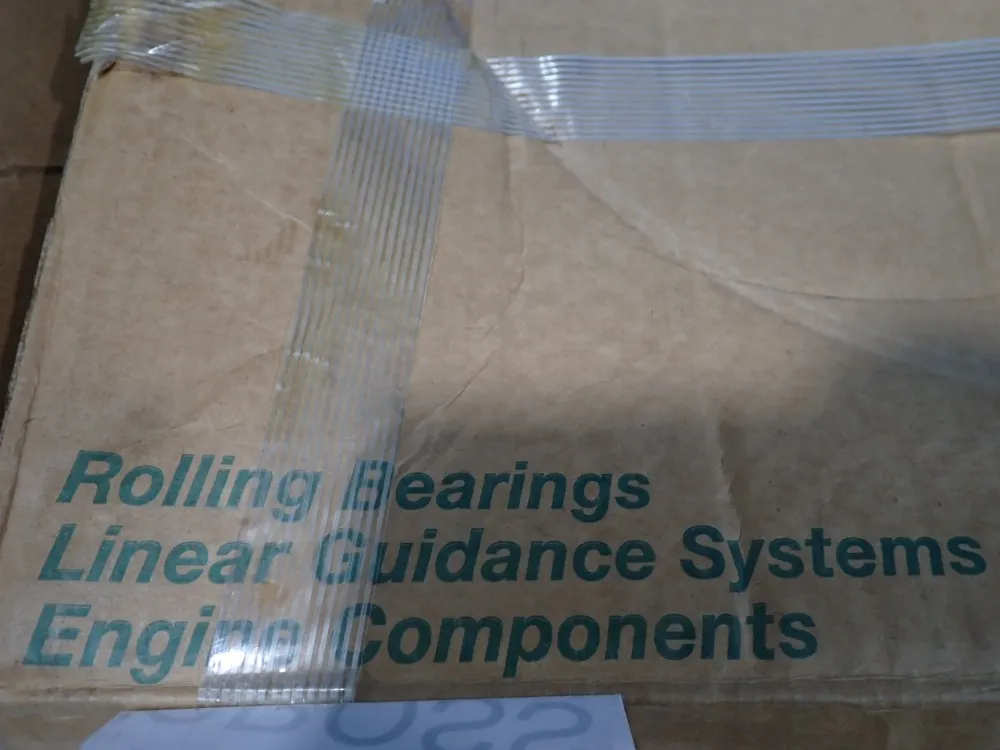 Rolling Bearings
Linear Guidance Systems
Engine Components